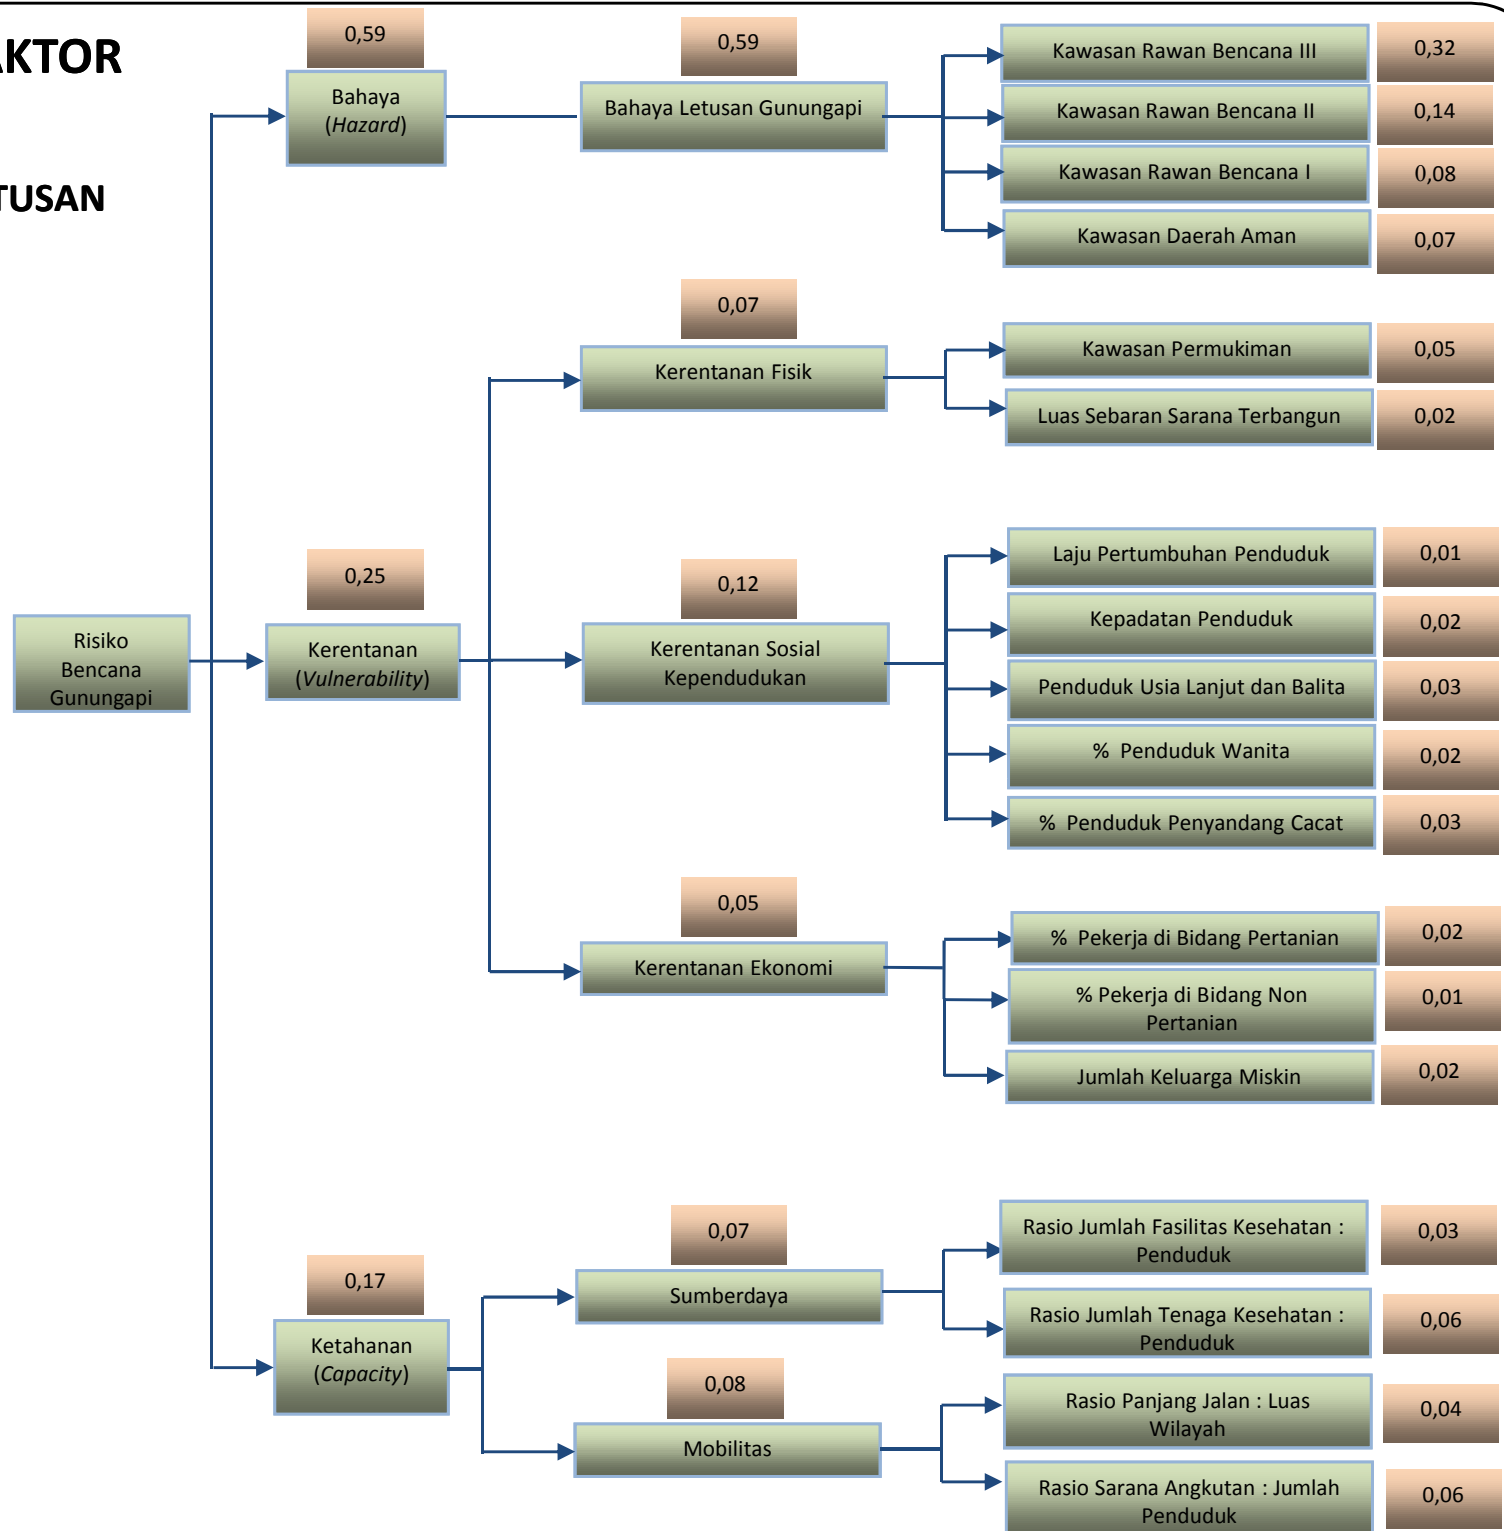 AKTOR
TUSAN
0,59
0,59
Bahaya
(Hazard)
Bahaya Letusan Gunungapi
Kawasan Rawan Bencana III
0,32
Kawasan Rawan Bencana II
0,14
Kawasan Rawan Bencana I
0,08
Kawasan Daerah Aman
0,07
0,07
Kerentanan Fisik
Kawasan Permukiman
0,05
Luas Sebaran Sarana Terbangun
0,02
Risiko
Bencana
Gunungapi
0,25
Kerentanan
(Vulnerability)
0,12
Kerentanan Sosial
Kependudukan
Laju Pertumbuhan Penduduk
0,01
Kepadatan Penduduk
0,02
Penduduk Usia Lanjut dan Balita
0,03
% Penduduk Wanita
0,02
% Penduduk Penyandang Cacat
0,03
0,05
Kerentanan Ekonomi
% Pekerja di Bidang Pertanian
0,02
% Pekerja di Bidang Non
Pertanian
0,01
Jumlah Keluarga Miskin
0,02
0,17
Ketahanan
(Capacity)
0,07
Sumberdaya
Rasio Jumlah Fasilitas Kesehatan :
Penduduk
0,03
Rasio Jumlah Tenaga Kesehatan :
Penduduk
0,06
0,08
Mobilitas
Rasio Panjang Jalan : Luas
Wilayah
0,04
Rasio Sarana Angkutan : Jumlah
Penduduk
0,06